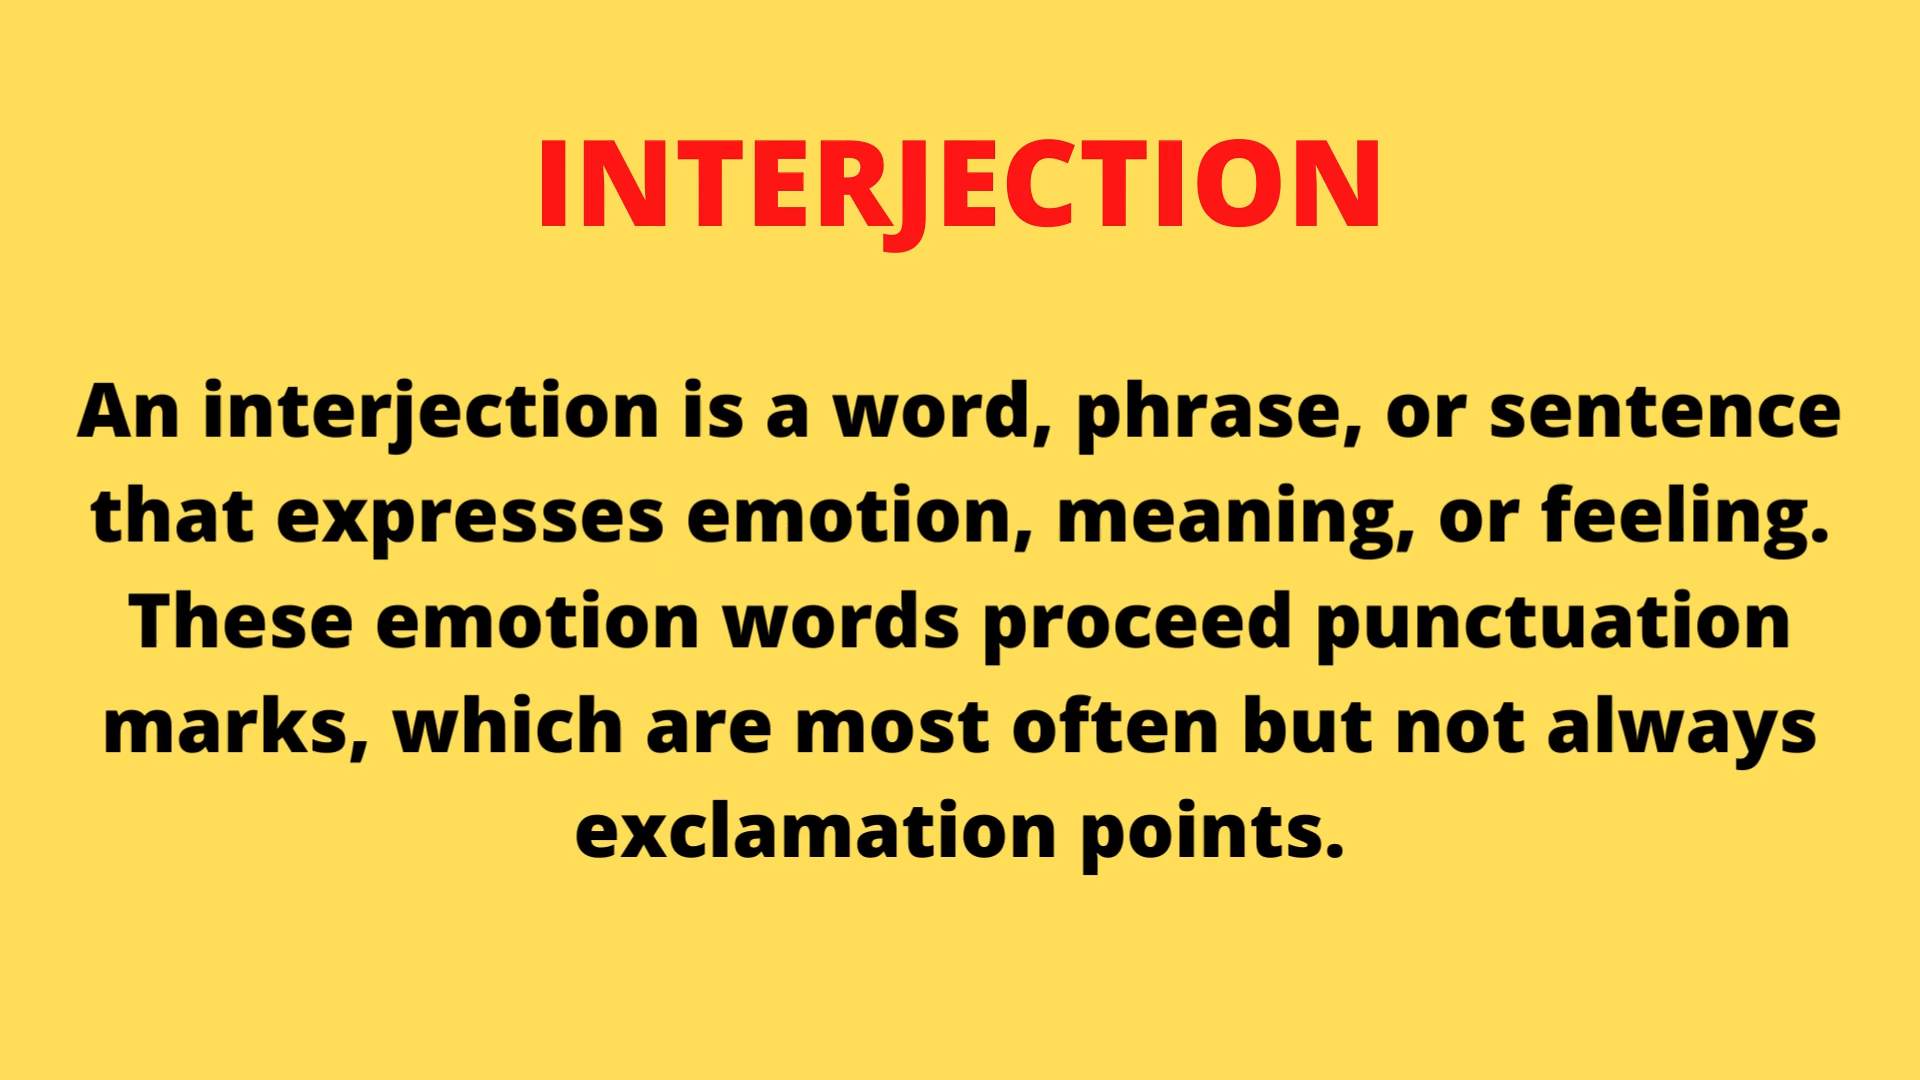 INTERJECTION
An interjection is a word, phrase, or sentence
that expresses emotion, meaning, or feeling.
These emotion words proceed punctuation
marks, which are most often but not always
exclamation points.